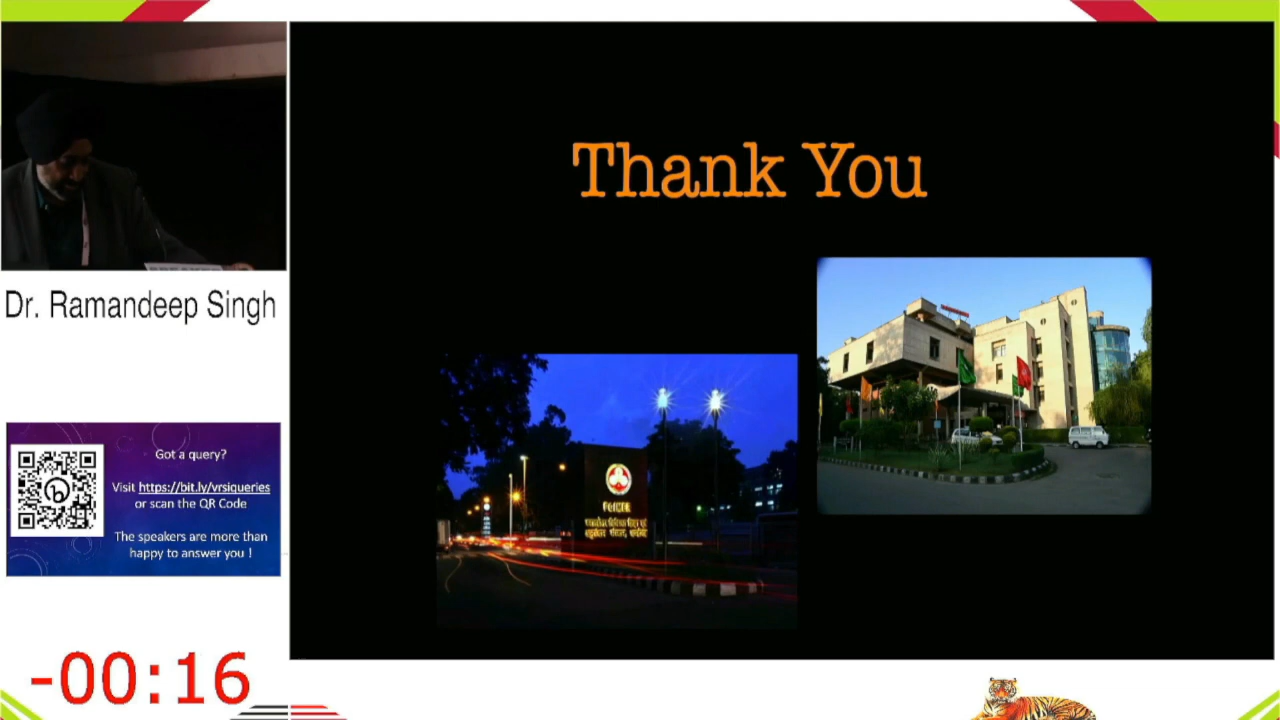 Thank You
Dr. Ramandeep Singh
Got a query?
Visit https://bit.ly/vrsiqueries
or scan the QR Code
The speakers are more than
happy to answer you !
PGIMER
-00:16